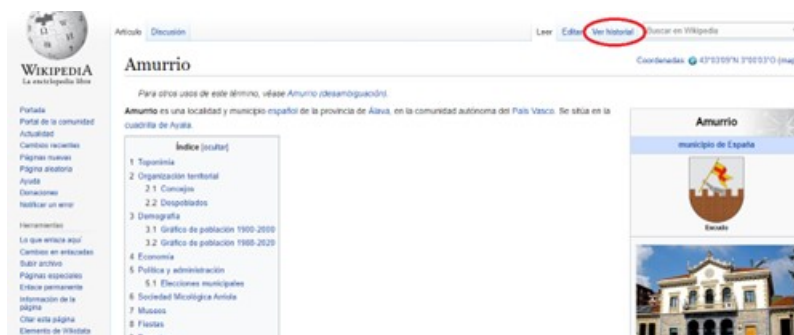 Artículo Discusión
Leer Editar Ver historial Buscar en Wikipedia
WIKIPEDIA
La enciclopedia libre
Amurrio
Coordenadas:
Para otros usos de este término, véase Amurrio (desambiguación).
Amurrio es una localidad y municipio español de la provincia de Álava, en la comunidad autónoma del País Vasco. Se sitúa en la
cuadrilla de Ayala.
Portada
Portal de la comunidad
Actualidad
Cambios recientes
Páginas nuevas
Página aleatoria
Ayuda
Donaciones
Notificar un error
Herramientas
Lo que enlaza aquí
Cambios en enlazadas
Subir archivo
Páginas especiales
Enlace permanente
Información de la
página
Citar esta página
Elemento de Wikidata
Índice [ocultar]
1 Toponimia
2 Organización territorial
2.1 Concejos
2.2 Despoblados
3 Demografía
3.1 Gráfico de población 1900-2000
3.2 Gráfico de población 1980-2020
4 Economía
5 Política y administración
5.1 Elecciones municipales
6 Sociedad Micológica Arriola
7 Museos
8 Fiestas
Amurrio
municipio de España
Escudo